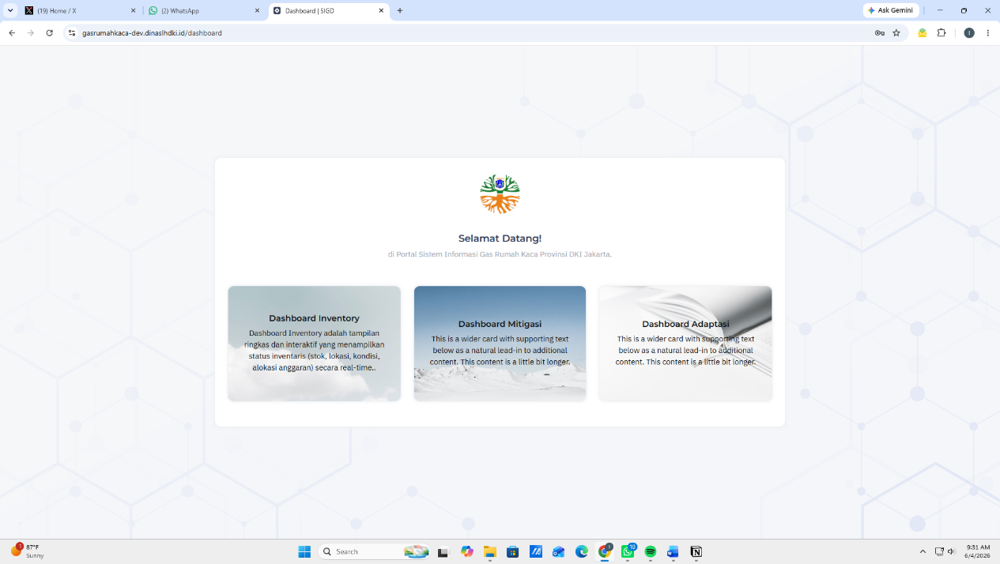 (19) Home / X
(2) WhatsApp
Dashboard | SIGD
Ask Gemini
gasrumahkaca-dev.dinaslhdki.id/dashboard
Selamat Datang!
di Portal Sistem Informasi Gas Rumah Kaca Provinsi DKI Jakarta.
Dashboard Inventory
Dashboard Inventory adalah tampilan
ringkas dan interaktif yang menampilkan
status inventaris (stok, lokasi, kondisi,
alokasi anggaran) secara real-time..
Dashboard Mitigasi
This is a wider card with supporting text
below as a natural lead-in to additional
content. This content is a little bit longer.
Dashboard Adaptasi
This is a wider card with supporting text
below as a natural lead-in to additional
content. This content is a little bit longer.
1
87°F
Sunny
Search
1
10
9:31 AM
6/4/2026